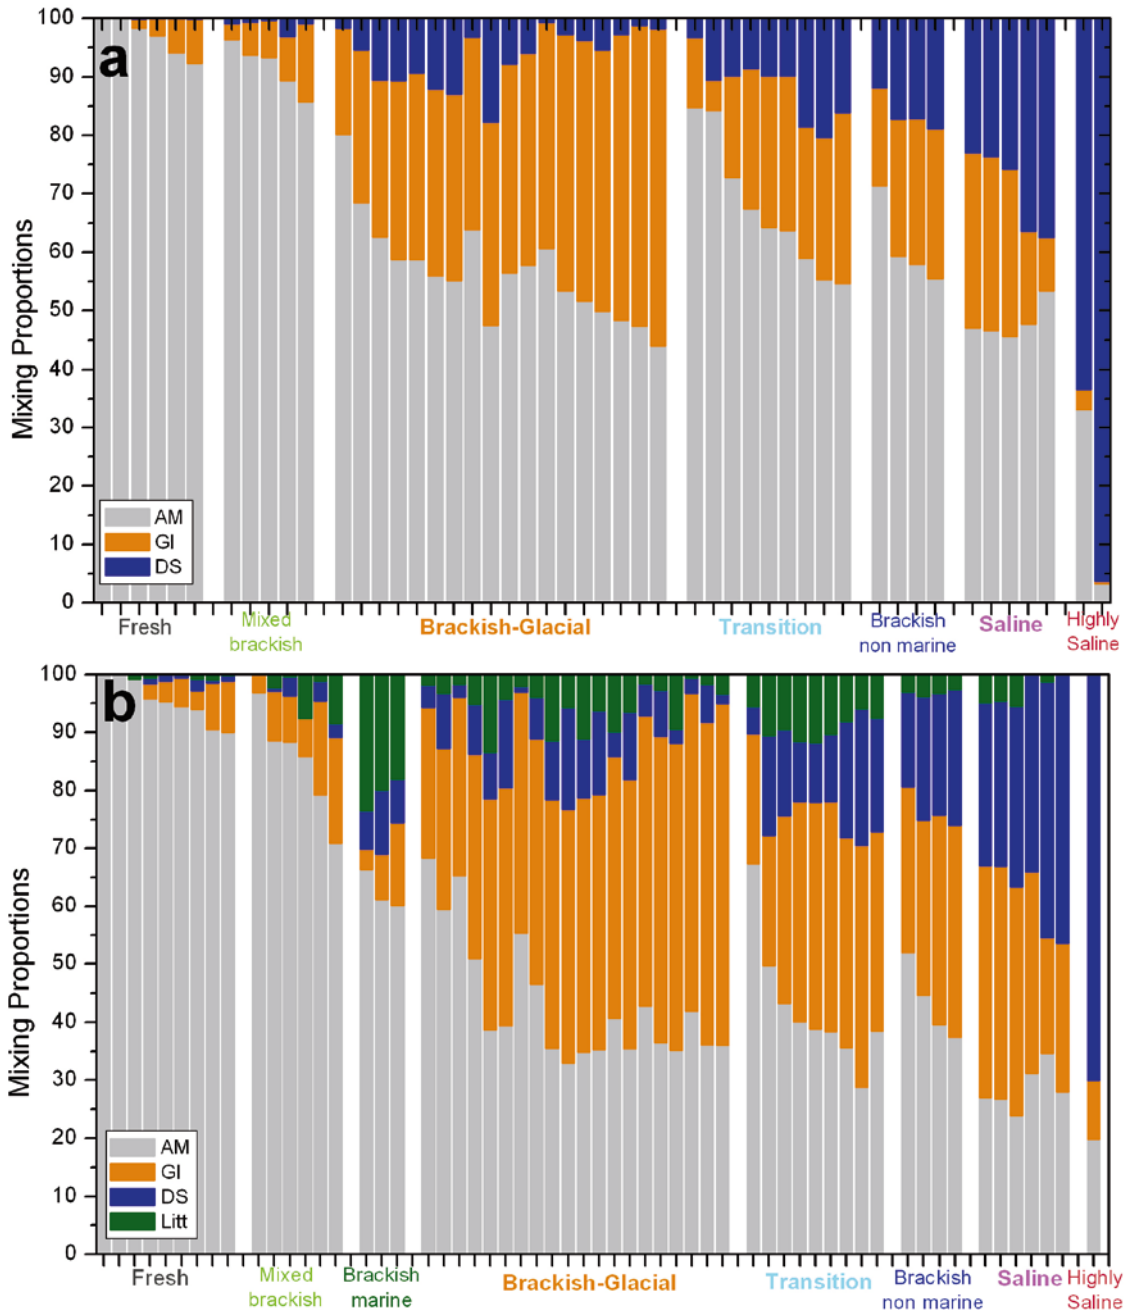 a
100
90
80
70
60
50
40
30
20
10
0
Mixing Proportions
AM
GI
DS
Fresh
Mixed
brackish
Brackish-Glacial
Transition
Brackish
non marine
Saline
Highly
Saline
b
100
90
80
70
60
50
40
30
20
10
0
Mixing Proportions
AM
GI
DS
Litt
Fresh
Mixed
brackish
Brackish
marine
Brackish-Glacial
Transition
Brackish
non marine
Saline
Highly
Saline